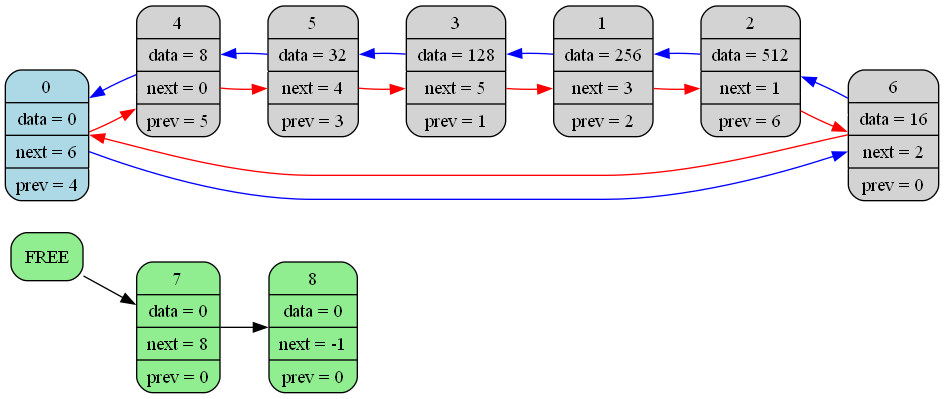 0
data = 0
next = 6
prev = 4
4
data = 8
next = 0
prev = 5
5
data = 32
next = 4
prev = 3
3
data = 128
next = 5
prev = 1
1
data = 256
next = 3
prev = 2
2
data = 512
next = 1
prev = 6
6
data = 16
next = 2
prev = 0
FREE
7
data = 0
next = 8
prev = 0
8
data = 0
next = -1
prev = 0